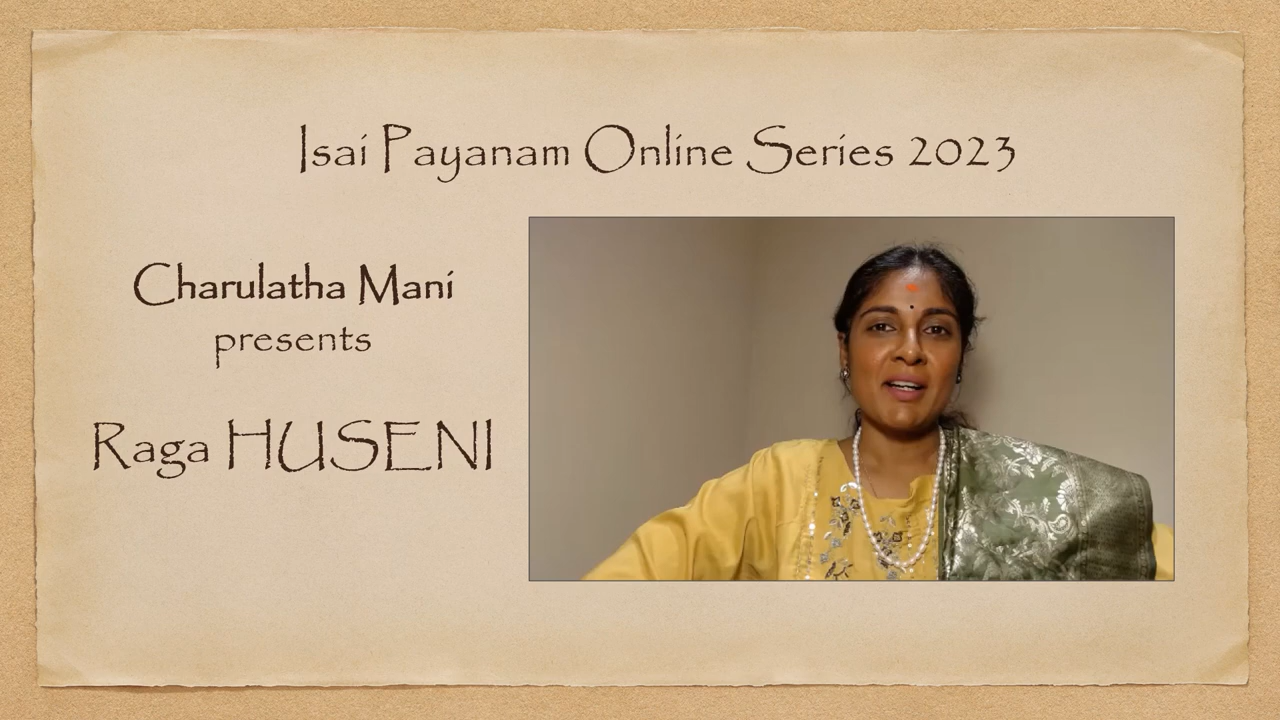 Isai Payanam Online Series 2023
Charulatha Mani
presents
Raga HUSENI